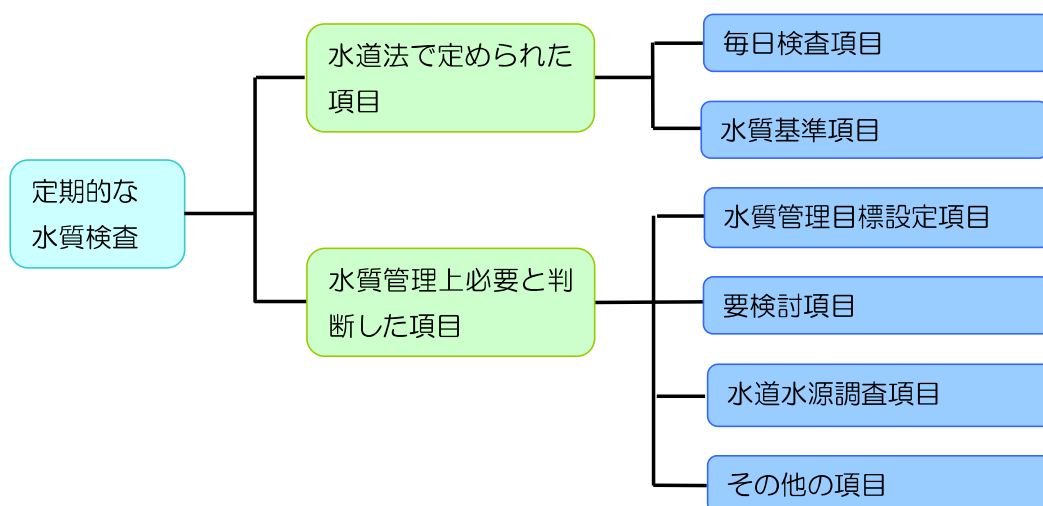 定期的な
水質検査
水道法で定められた
項目
水質管理上必要と判
断した項目
毎日検査項目
水質基準項目
水質管理目標設定項目
要検討項目
水道水源調査項目
その他の項目